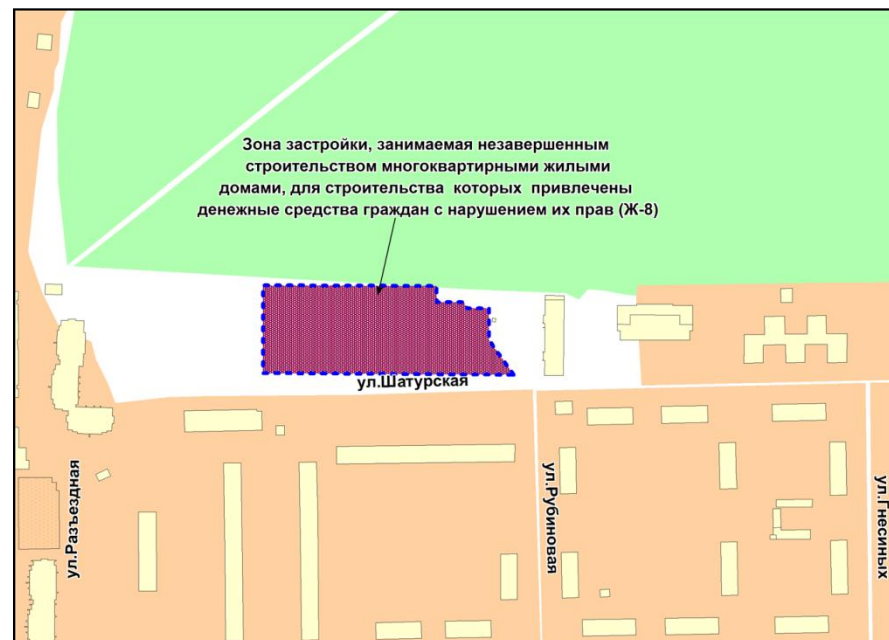 Зона застройки, занимаемая незавершенным
строительством многоквартирными жилыми
домами, для строительства которых привлечены
денежные средства граждан с нарушением их прав (Ж-8)
ул.Шатурская
ул.Разъездная
ул.Рубиновая
ул.Гнесиных